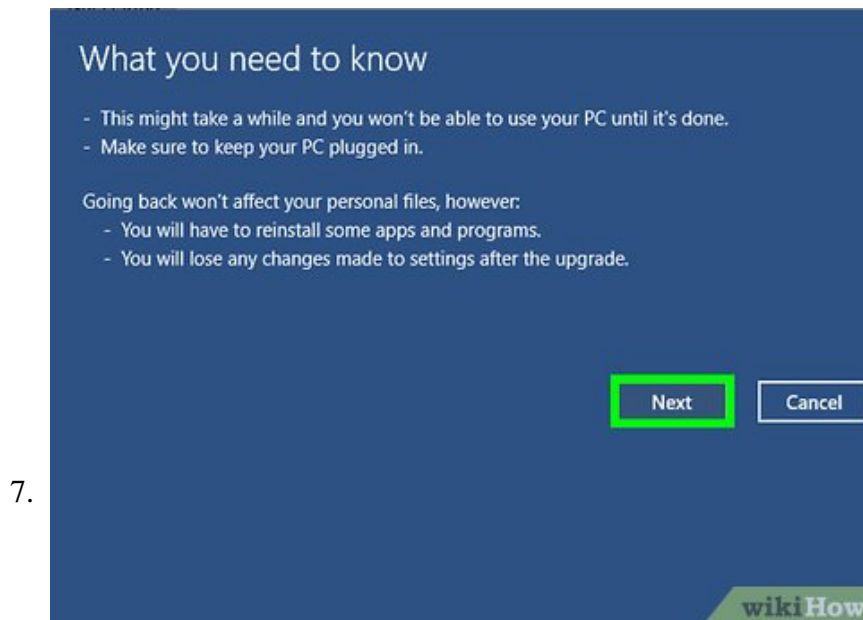 What you need to know
- This might take a while and you won't be able to use your PC until it's done.
- Make sure to keep your PC plugged in.
Going back won't affect your personal files, however:
- You will have to reinstall some apps and programs.
- You will lose any changes made to settings after the upgrade.
Next Cancel
7.
wikiHow